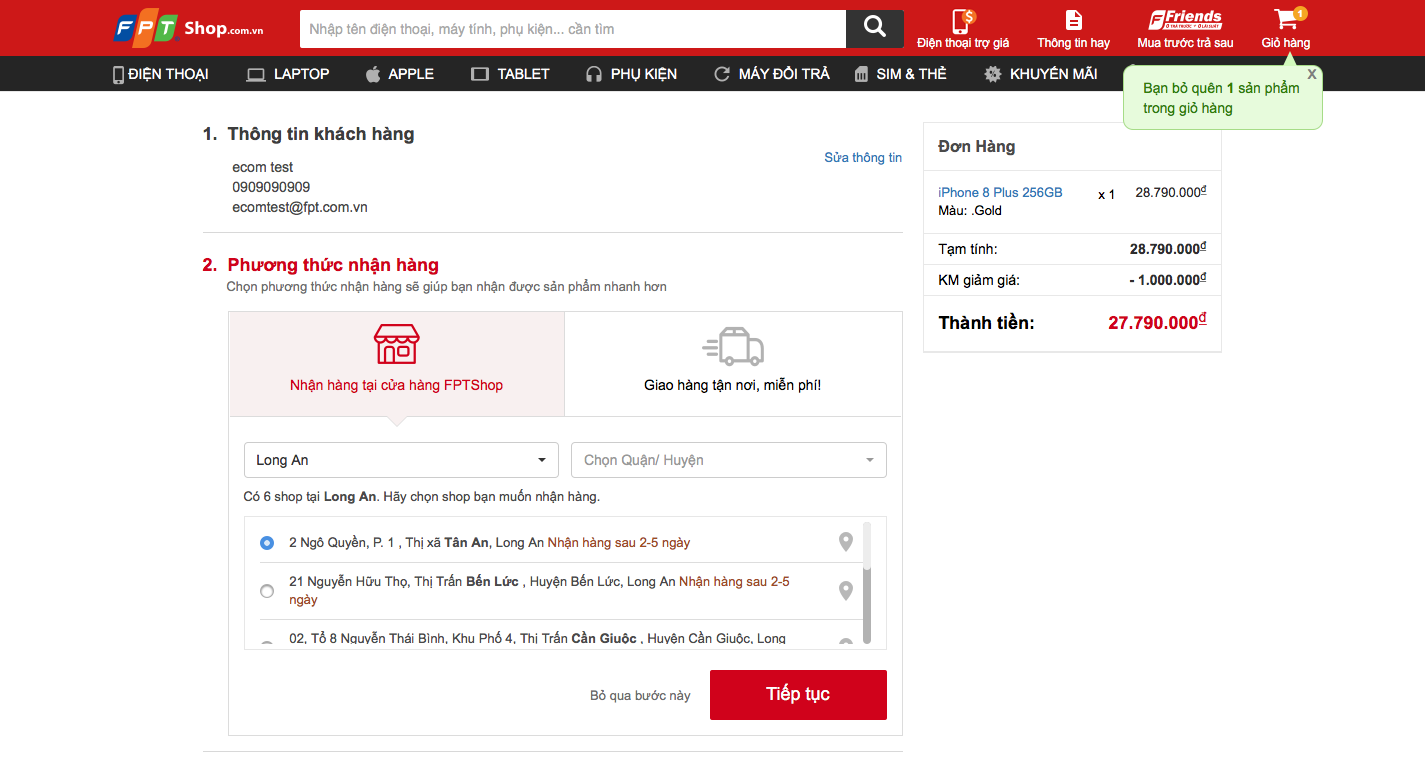 FPT Shop.com.vn
Nhập tên điện thoại, máy tính, phụ kiện... cần tìm
Điện thoại trợ giá
Thông tin hay
Friends
Mua trước trả sau
1
Giỏ hàng
ĐIỆN THOẠI
LAPTOP
APPLE
TABLET
PHỤ KIỆN
MÁY ĐỔI TRẢ
SIM & THẺ
KHUYẾN MÃI
X
Bạn bỏ quên 1 sản phẩm
trong giỏ hàng
1. Thông tin khách hàng
Sửa thông tin
ecom test
0909090909
ecomtest@fpt.com.vn
2. Phương thức nhận hàng
Chọn phương thức nhận hàng sẽ giúp bạn nhận được sản phẩm nhanh hơn
Nhận hàng tại cửa hàng FPTShop
Giao hàng tận nơi, miễn phí!
Long An
Chọn Quận/ Huyện
Có 6 shop tại Long An. Hãy chọn shop bạn muốn nhận hàng.
2 Ngô Quyền, P. 1 , Thị xã Tân An, Long An Nhận hàng sau 2-5 ngày
21 Nguyễn Hữu Thọ, Thị Trấn Bến Lức , Huyện Bến Lức, Long An Nhận hàng sau 2-5
ngày
02, Tổ 8 Nguyễn Thái Bình, Khu Phố 4, Thị Trấn Cần Giuộc , Huyện Cần Giuộc, Long
Bỏ qua bước này
Tiếp tục
Đơn Hàng
iPhone 8 Plus 256GB x 1 28.790.000đ
Màu: .Gold
Tạm tính: 28.790.000đ
KM giảm giá: - 1.000.000đ
Thành tiền: 27.790.000đ